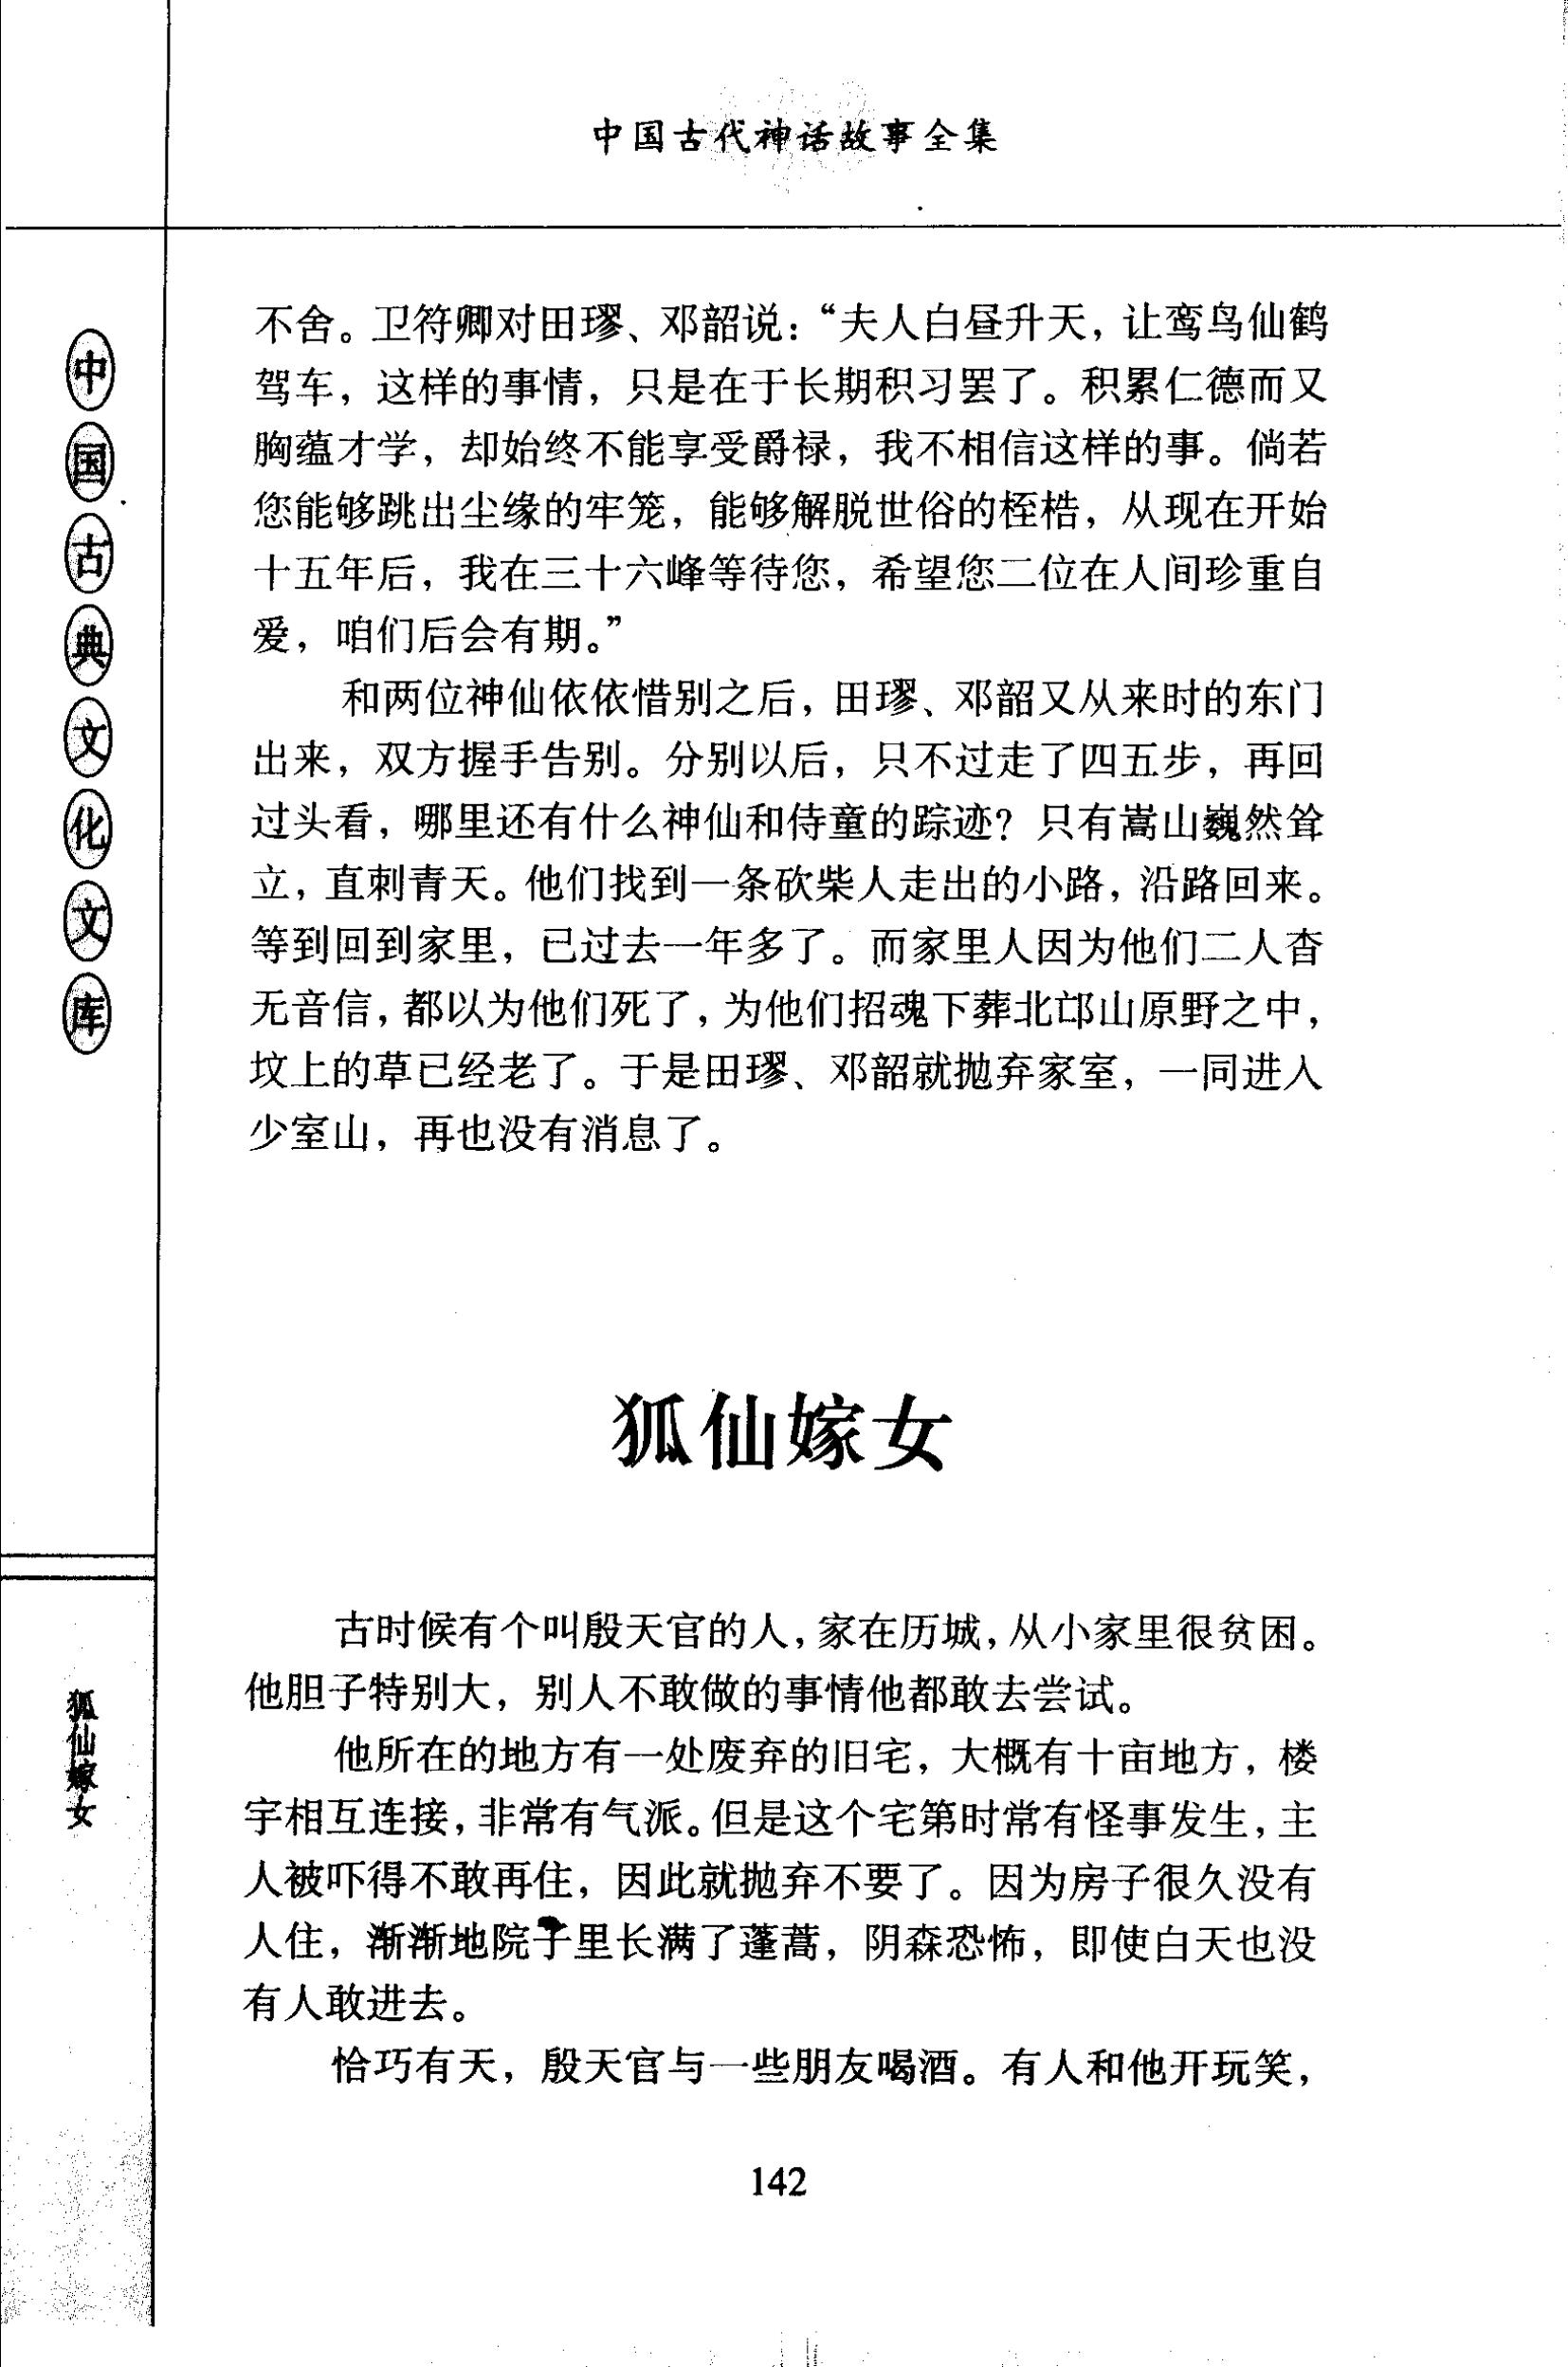 中国古代神话故事全集
中国古典文化文库
不舍。卫符卿对田璆、邓韶说：“夫人白昼升天，让鸾鸟仙鹤
驾车，这样的事情，只是在于长期积习罢了。积累仁德而又
胸蕴才学，却始终不能享受爵禄，我不相信这样的事。倘若
您能够跳出尘缘的牢笼，能够解脱世俗的桎梏，从现在开始
十五年后，我在三十六峰等待您，希望您二位在人间珍重自
爱，咱们后会有期。”
和两位神仙依依惜别之后，田璆、邓韶又从来时的东门
出来，双方握手告别。分别以后，只不过走了四五步，再回
过头看，哪里还有什么神仙和侍童的踪迹？只有嵩山巍然耸
立，直刺青天。他们找到一条砍柴人走出的小路，沿路回来。
等到回到家里，已过去一年多了。而家里人因为他们二人杳
无音信，都以为他们死了，为他们招魂下葬北邙山原野之中，
坟上的草已经老了。于是田璆、邓韶就抛弃家室，一同进入
少室山，再也没有消息了。
狐仙嫁女
狐仙嫁女
古时候有个叫殷天官的人，家在历城，从小家里很贫困。
他胆子特别大，别人不敢做的事情他都敢去尝试。
他所在的地方有一处废弃的旧宅，大概有十亩地方，楼
宇相互连接，非常有气派。但是这个宅第时常有怪事发生，主
人被吓得不敢再住，因此就抛弃不要了。因为房子很久没有
人住，渐渐地院子里长满了蓬蒿，阴森恐怖，即使白天也没
有人敢进去。
恰巧有天，殷天官与一些朋友喝酒。有人和他开玩笑，
142